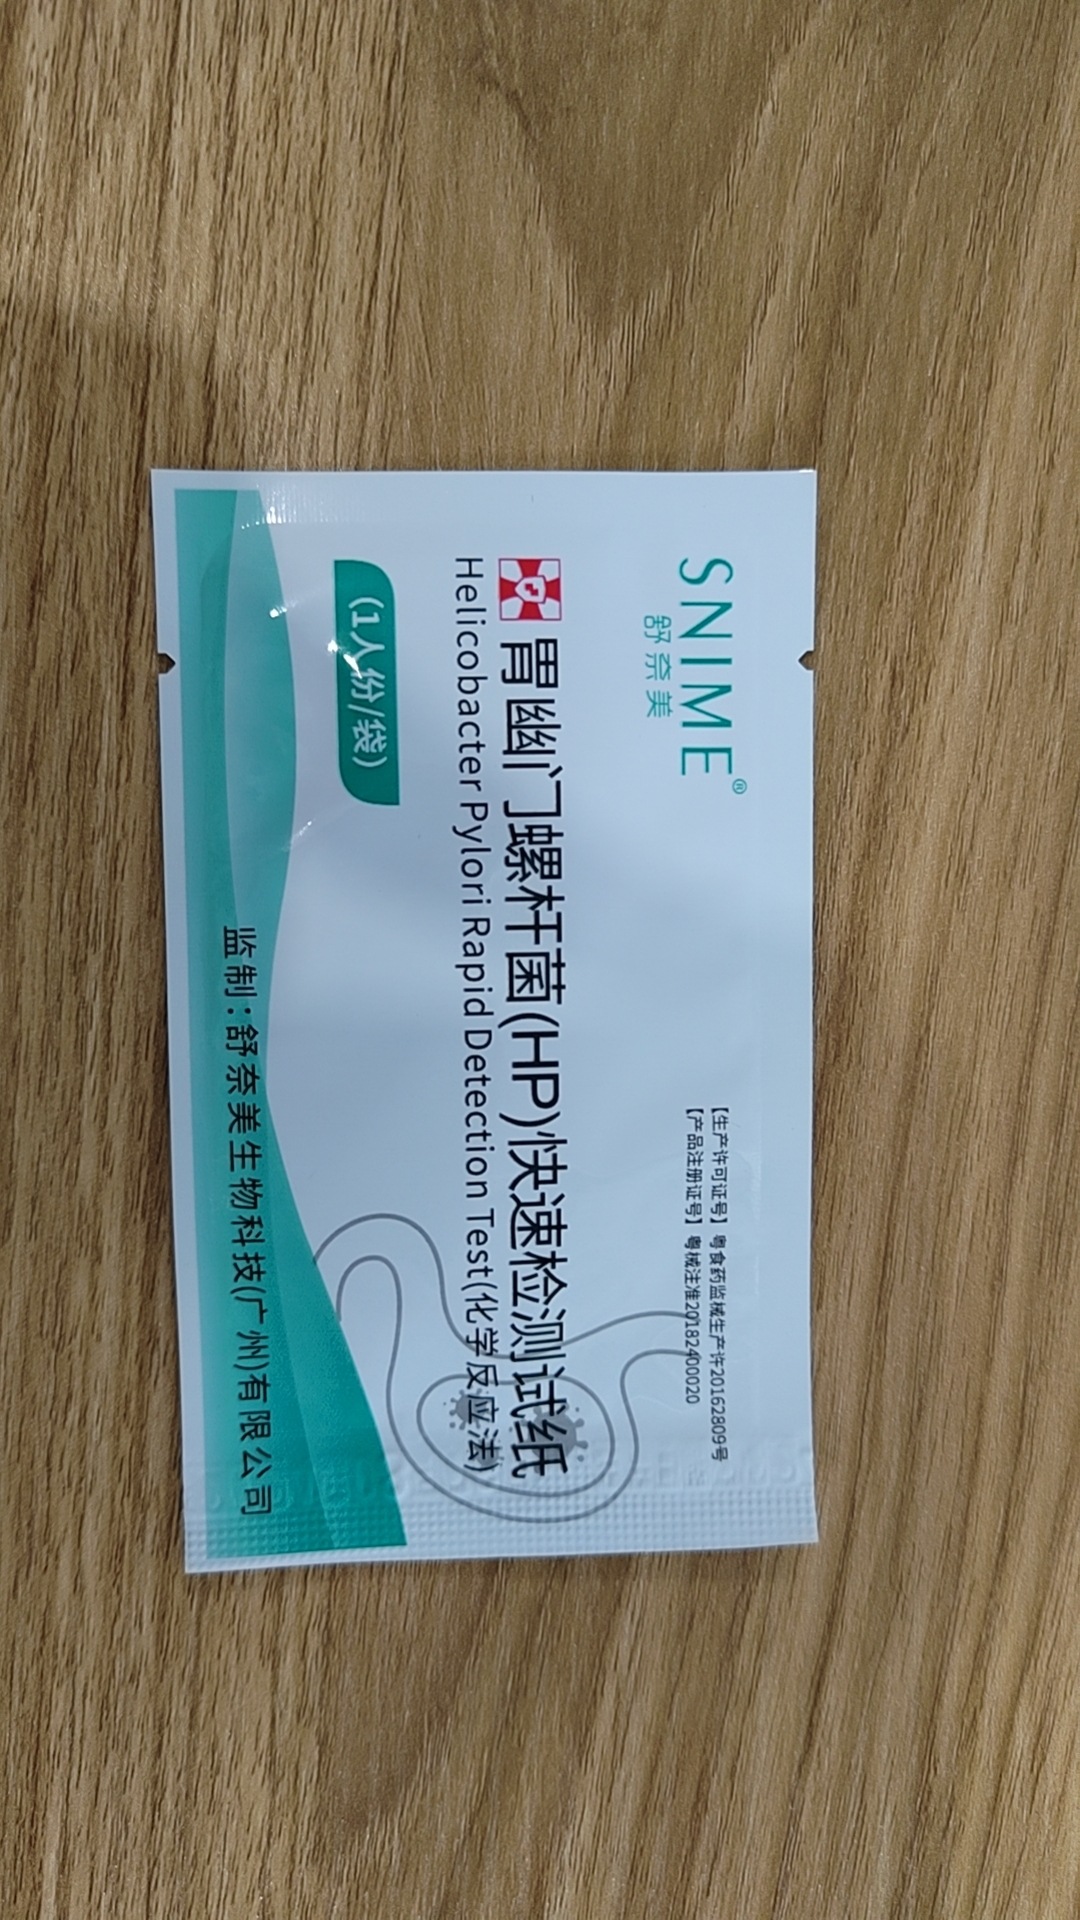 SNIME®
舒奈美
【生产许可证号】粤食药监械生产许20162809号
【产品注册证号】粤械注准20182400020
胃幽门螺杆菌(HP)快速检测试纸
Helicobacter Pylori Rapid Detection Test(化学反应法)
(1人份/袋)
监制:舒奈美生物科技(广州)有限公司